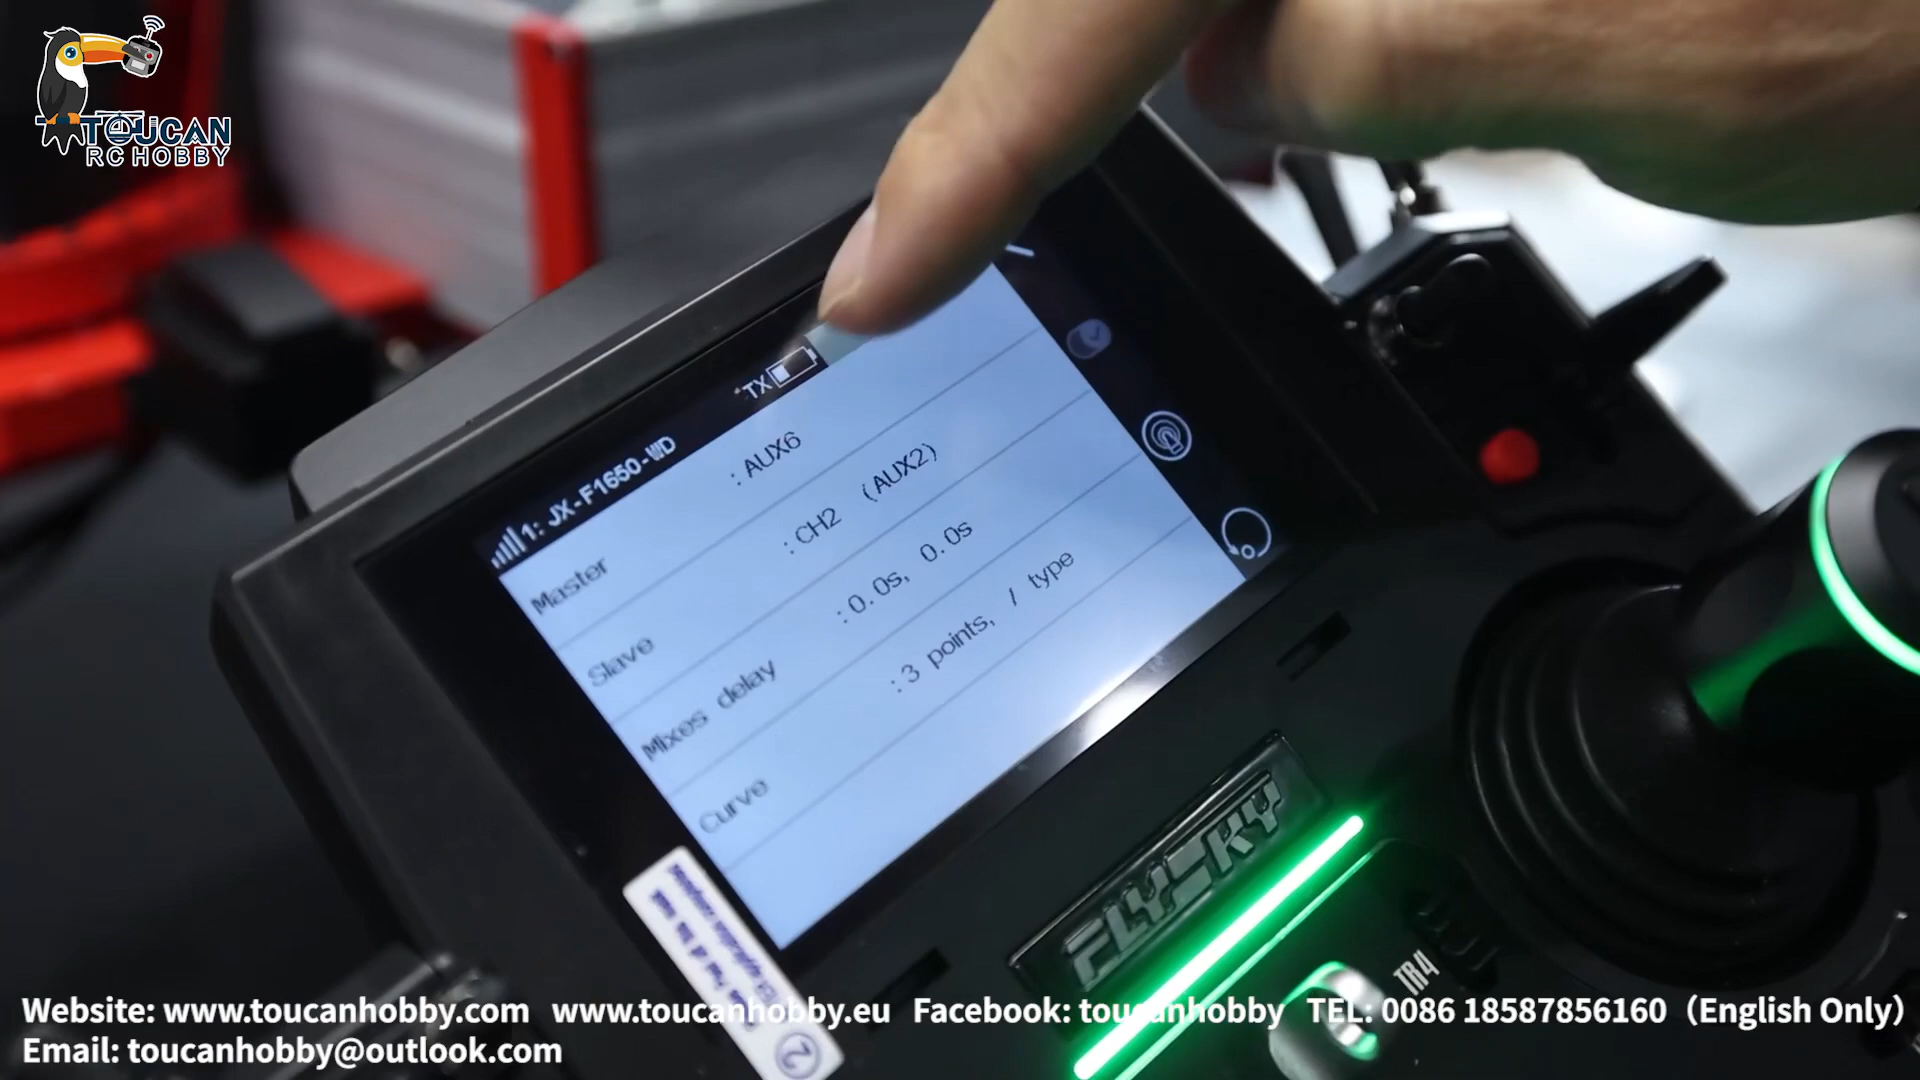 TOUCAN
RC HOBBY
1: JX-F1650-WD
TX
Master : AUX6
Slave : CH2 (AUX2)
Mixes delay : 0.0s, 0.0s
Curve : 3 points, / type
FLYSKY
TR4
2
Website: www.toucanhobby.com www.toucanhobby.eu Facebook: toucanhobby TEL: 0086 18587856160（English Only）
Email: toucanhobby@outlook.com